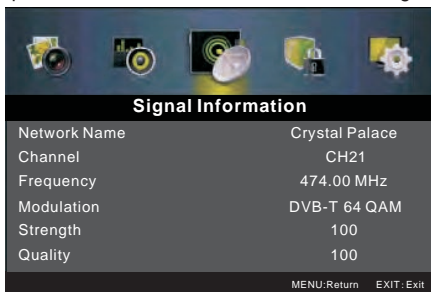 Signal Information
Network Name Crystal Palace
Channel CH21
Frequency 474.00 MHz
Modulation DVB-T 64 QAM
Strength 100
Quality 100
MENU:Return EXIT:Exit